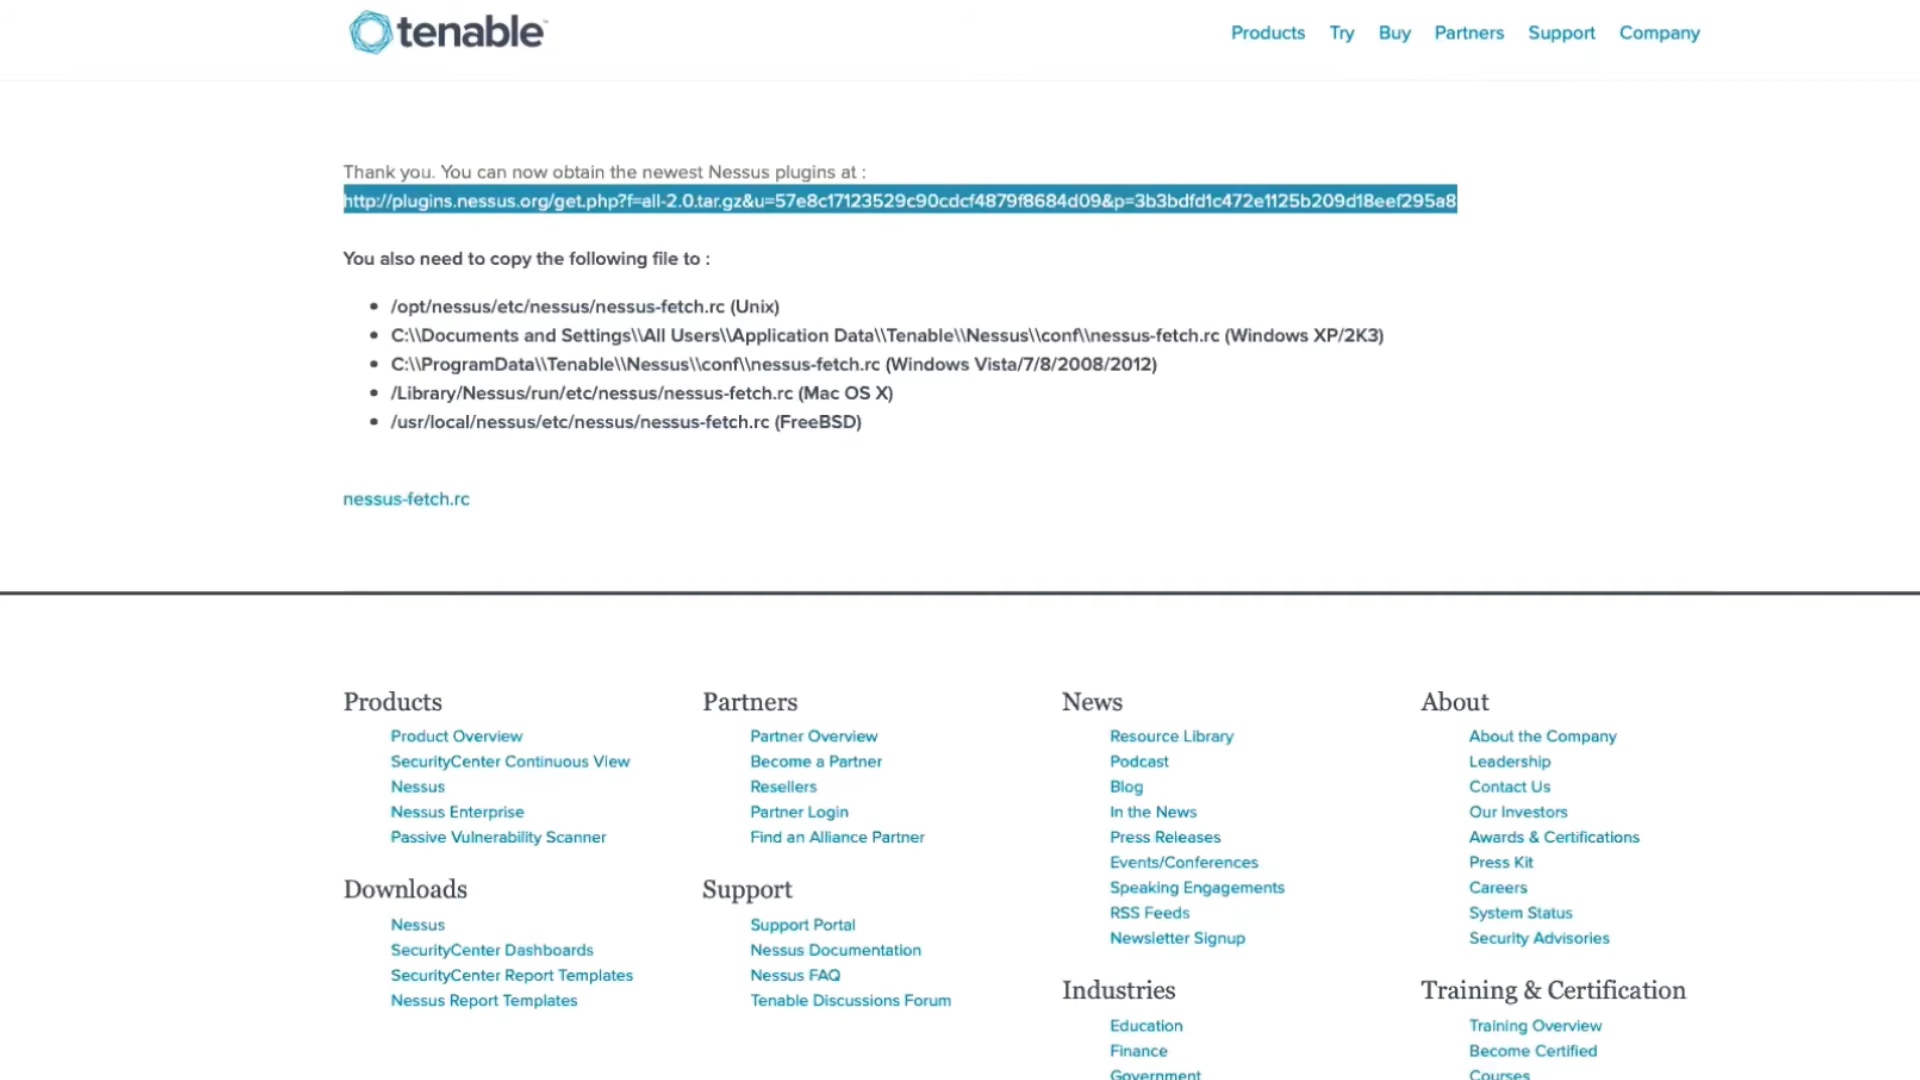 tenable™
Products Try Buy Partners Support Company
Thank you. You can now obtain the newest Nessus plugins at :
http://plugins.nessus.org/get.php?f=all-2.0.tar.gz&u=57e8c17123529c90cdcf4879f8684d09&p=3b3bdfd1c472e1125b209d18eef295a8
You also need to copy the following file to :
• /opt/nessus/etc/nessus/nessus-fetch.rc (Unix)
• C:\\Documents and Settings\\All Users\\Application Data\\Tenable\\Nessus\\conf\\nessus-fetch.rc (Windows XP/2K3)
• C:\\ProgramData\\Tenable\\Nessus\\conf\\nessus-fetch.rc (Windows Vista/7/8/2008/2012)
• /Library/Nessus/run/etc/nessus/nessus-fetch.rc (Mac OS X)
• /usr/local/nessus/etc/nessus/nessus-fetch.rc (FreeBSD)
nessus-fetch.rc
Products
Product Overview
SecurityCenter Continuous View
Nessus
Nessus Enterprise
Passive Vulnerability Scanner
Downloads
Nessus
SecurityCenter Dashboards
SecurityCenter Report Templates
Nessus Report Templates
Partners
Partner Overview
Become a Partner
Resellers
Partner Login
Find an Alliance Partner
Support
Support Portal
Nessus Documentation
Nessus FAQ
Tenable Discussions Forum
News
Resource Library
Podcast
Blog
In the News
Press Releases
Events/Conferences
Speaking Engagements
RSS Feeds
Newsletter Signup
Industries
Education
Finance
Government
About
About the Company
Leadership
Contact Us
Our Investors
Awards & Certifications
Press Kit
Careers
System Status
Security Advisories
Training & Certification
Training Overview
Become Certified
Courses